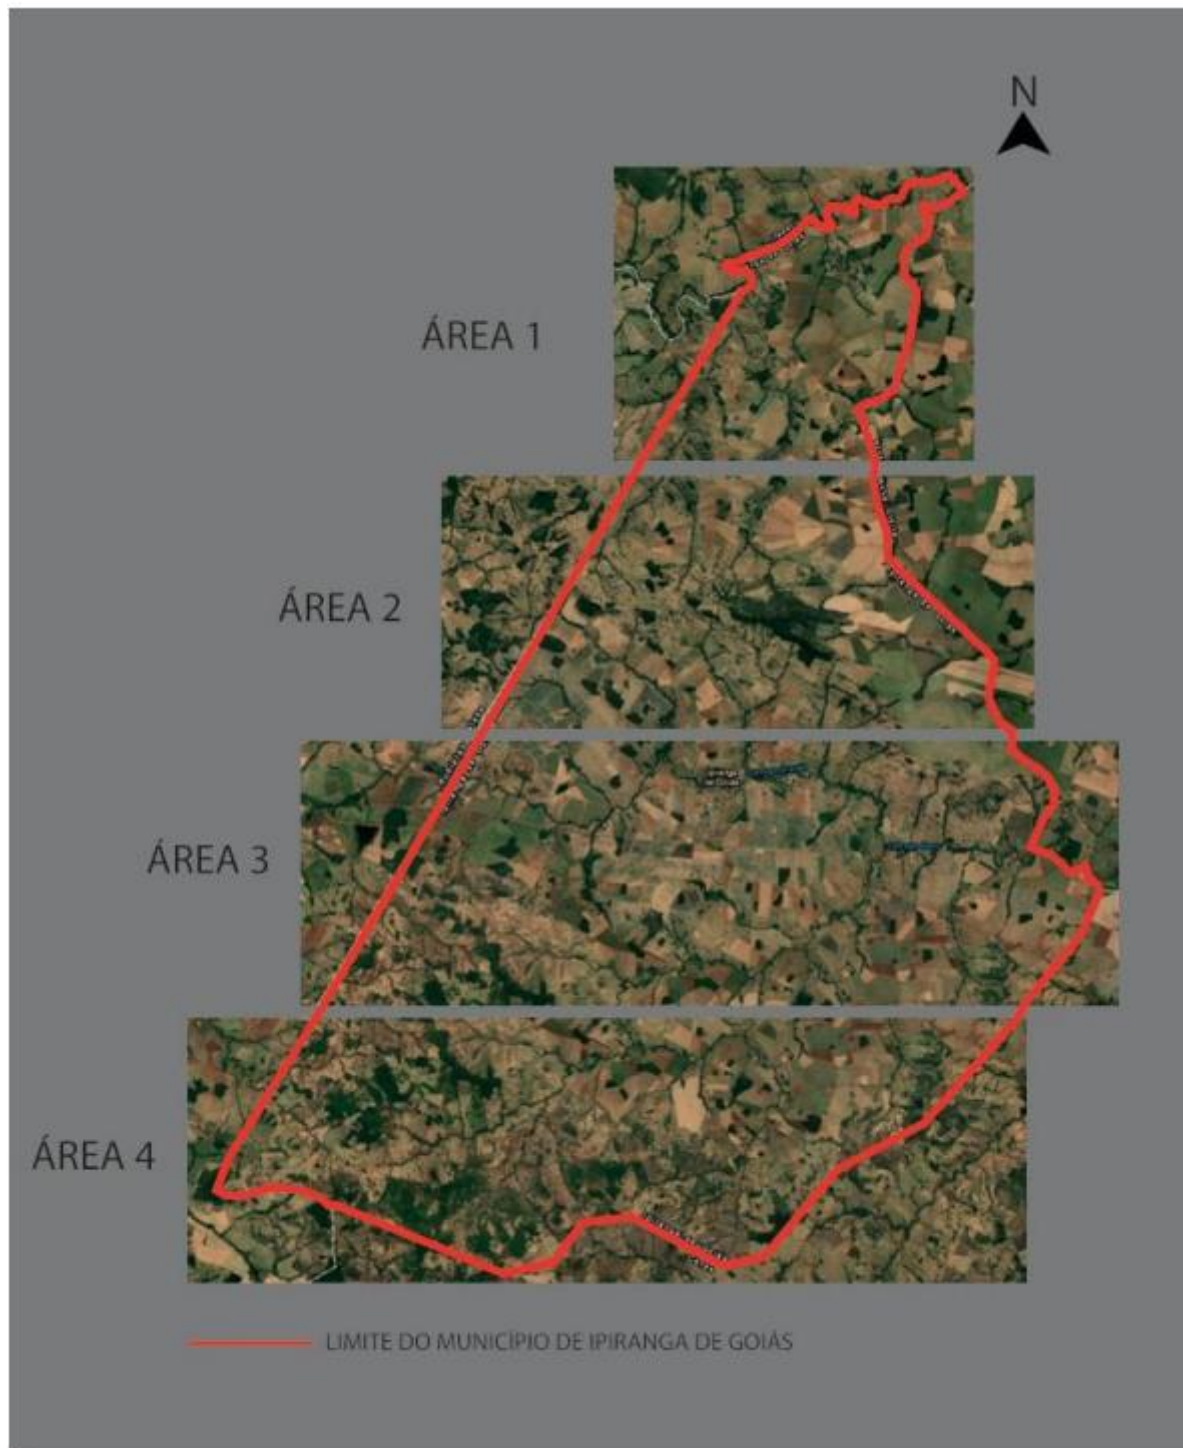 N
ÁREA 1
ÁREA 2
ÁREA 3
ÁREA 4
LIMITE DO MUNICÍPIO DE IPIRANGA DE GOIÁS